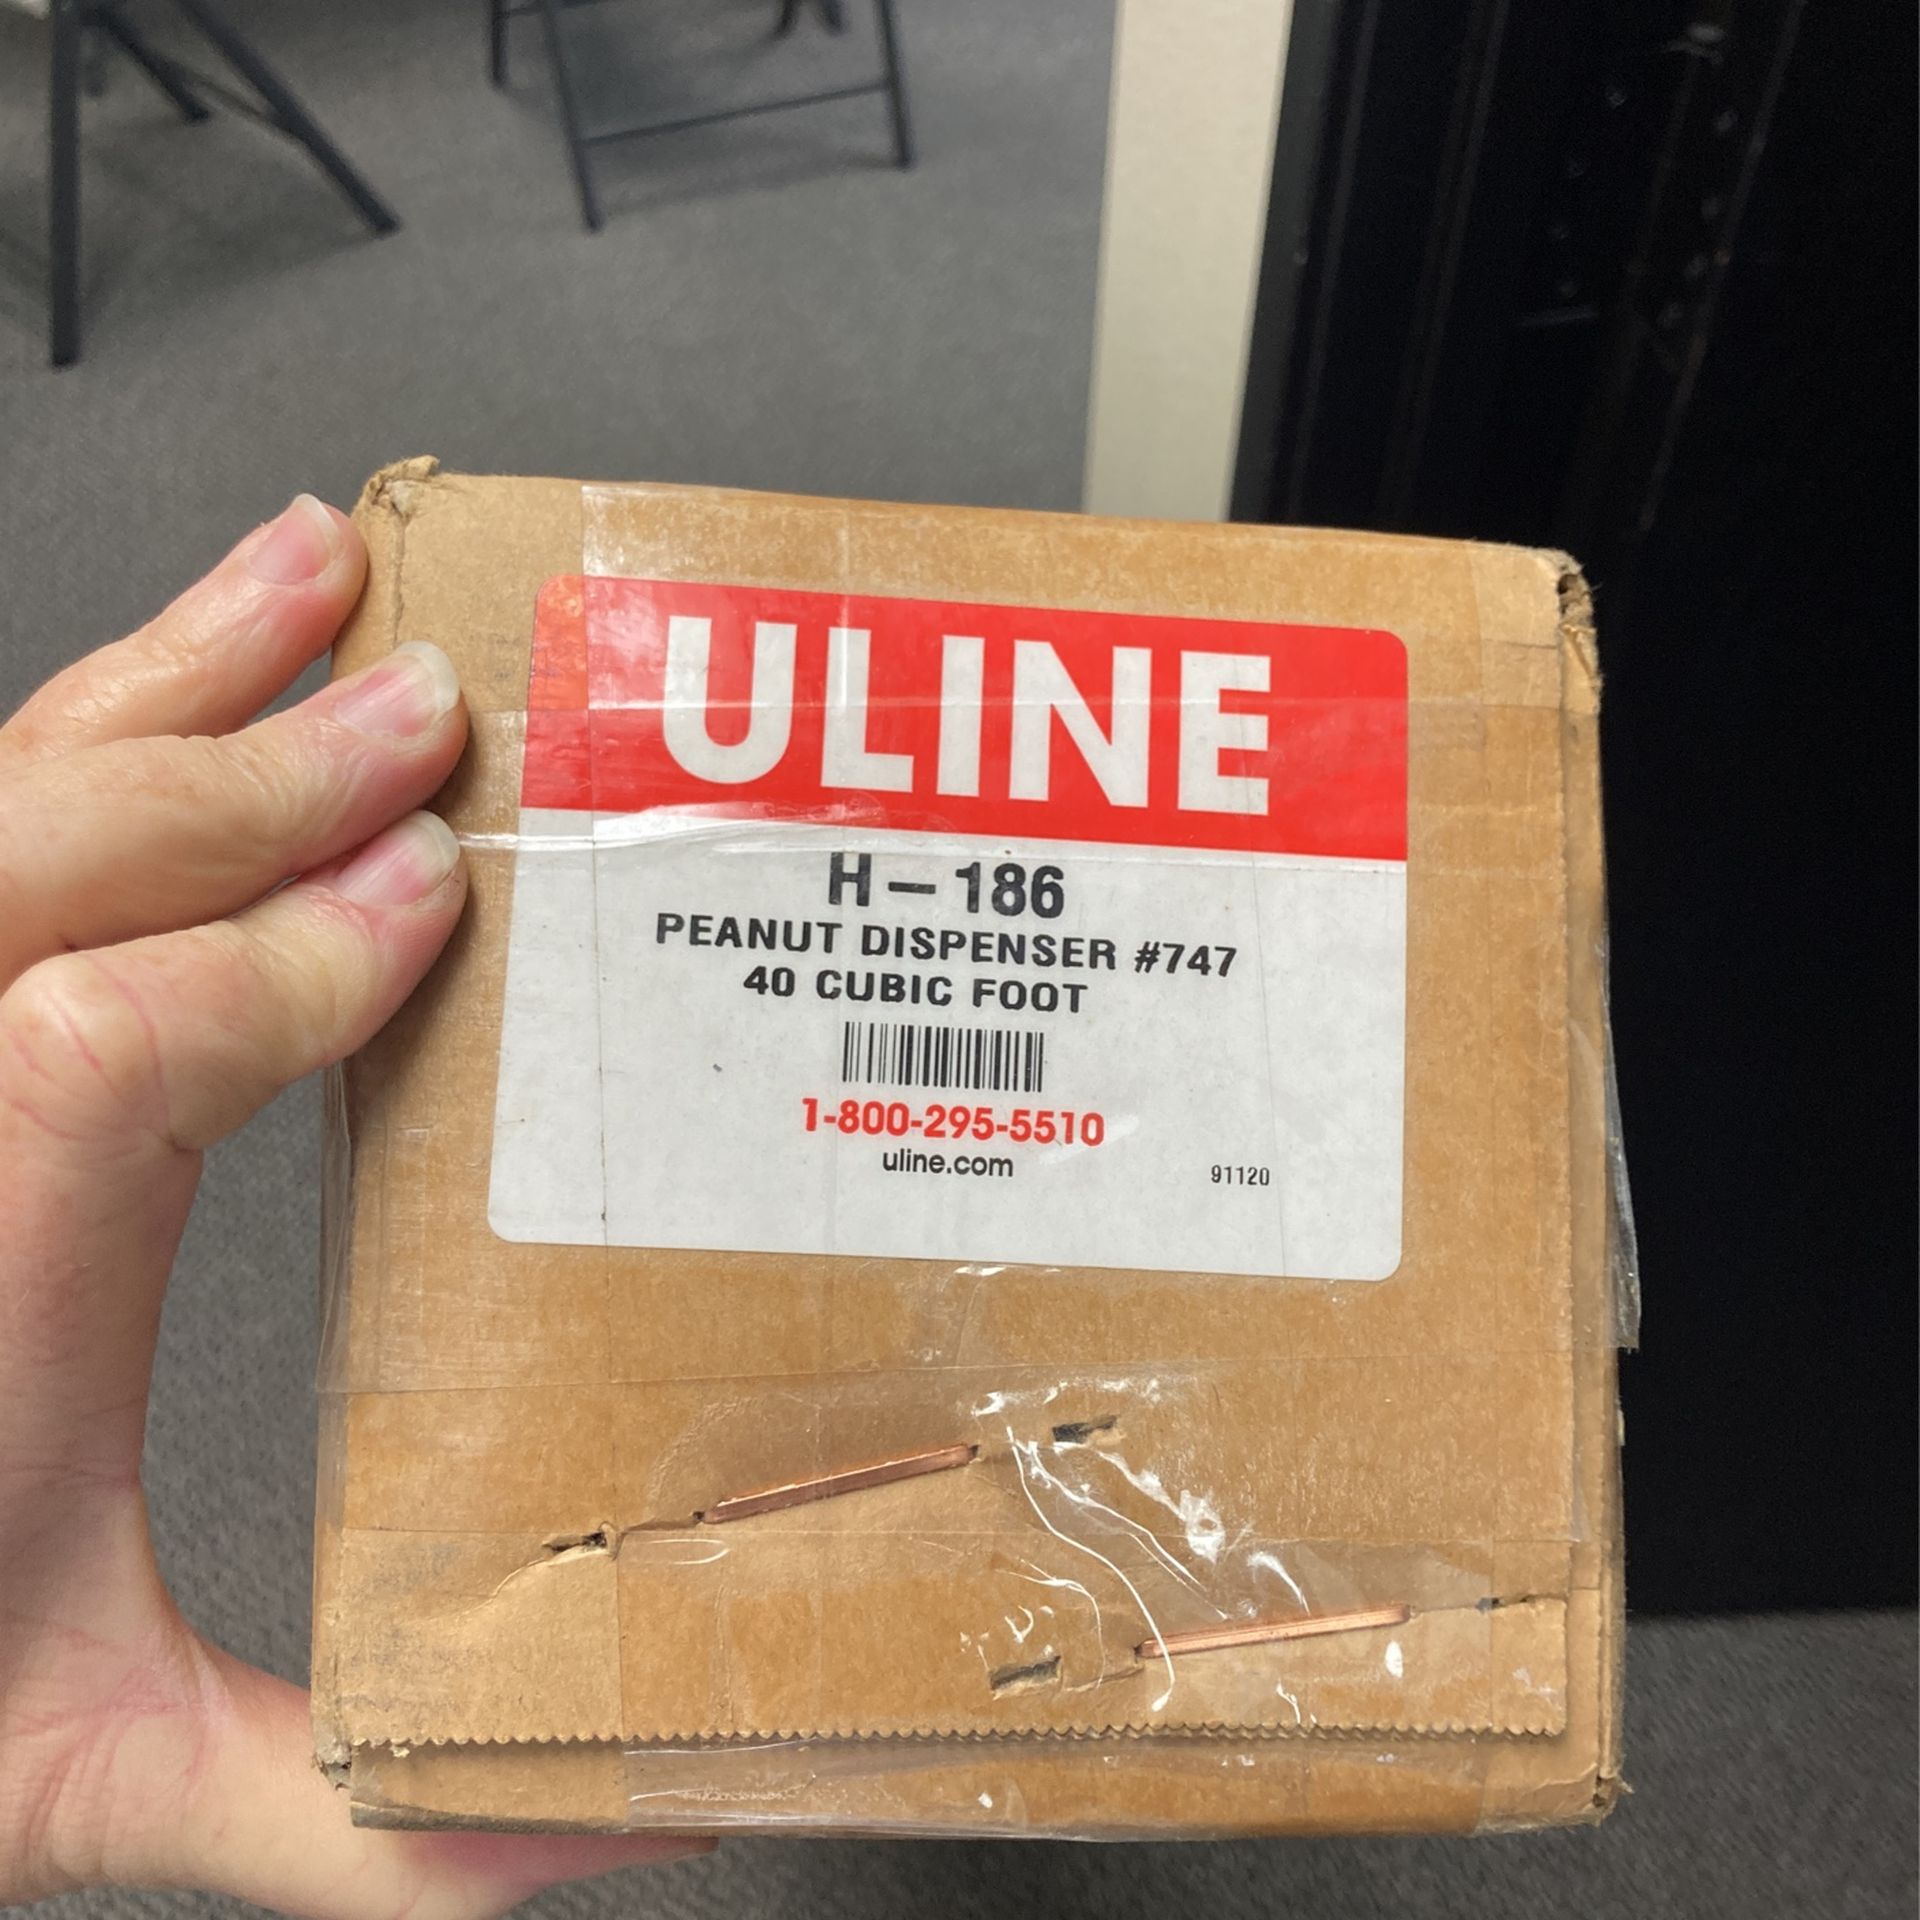 ULINE
H-186
PEANUT DISPENSER #747
40 CUBIC FOOT
1-800-295-5510
uline.com
91120